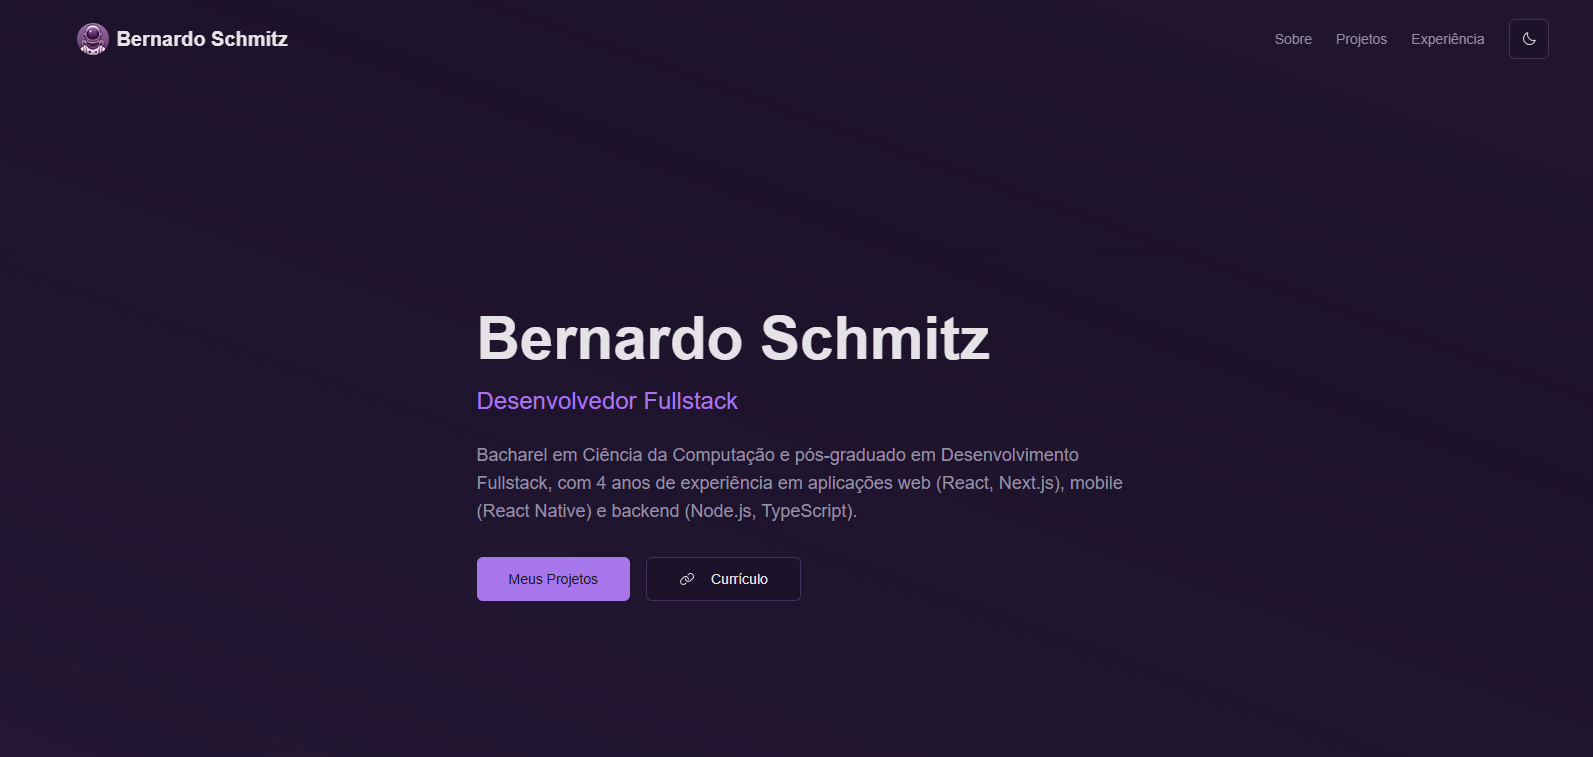 Bernardo Schmitz
Sobre
Projetos
Experiência
Bernardo Schmitz
Desenvolvedor Fullstack
Bacharel em Ciência da Computação e pós-graduado em Desenvolvimento
Fullstack, com 4 anos de experiência em aplicações web (React, Next.js), mobile
(React Native) e backend (Node.js, TypeScript).
Meus Projetos
Currículo